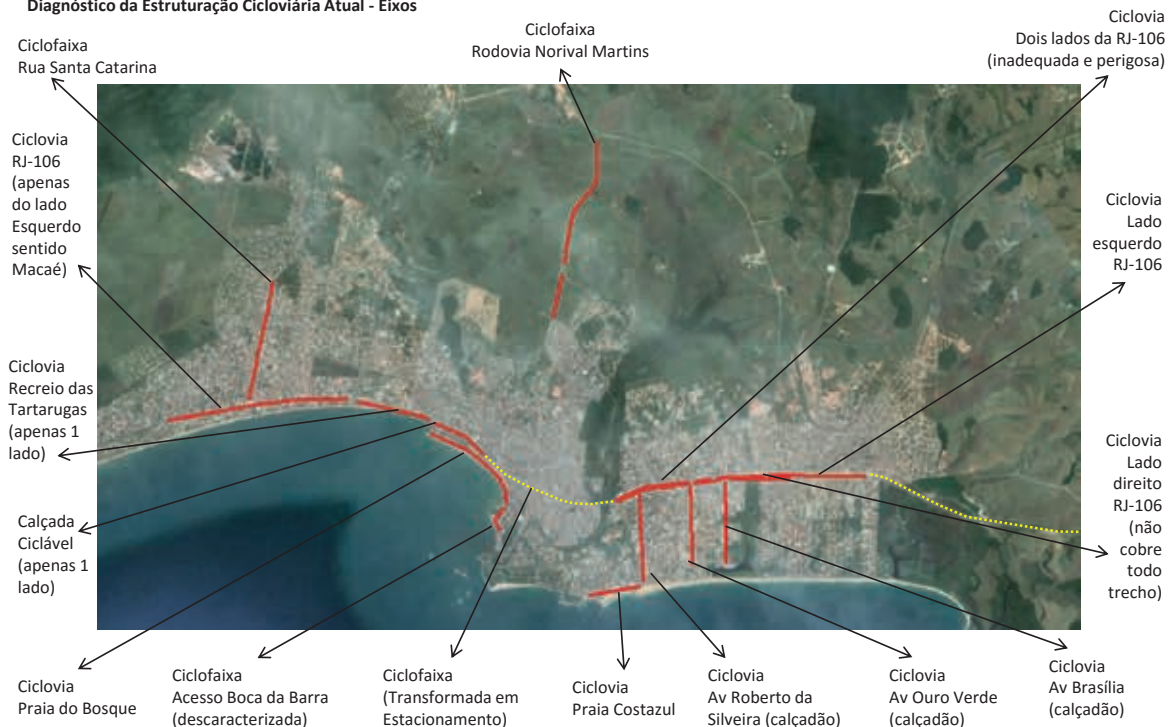 Diagnóstico da Estruturação Cicloviária Atual - Eixos
Ciclofaixa
Rua Santa Catarina
Ciclofaixa
Rodovia Norival Martins
Ciclovia
Dois lados da RJ-106
(inadequada e perigosa)
Ciclovia
RJ-106
(apenas
do lado
Esquerdo
sentido
Macaé)
Ciclovia
Lado
esquerdo
RJ-106
Ciclovia
Recreio das
Tartarugas
(apenas 1
lado)
Calçada
Ciclável
(apenas 1
lado)
Ciclovia
Lado
direito
RJ-106
(não
cobre
todo
trecho)
Ciclovia
Praia do Bosque
Ciclofaixa
Acesso Boca da Barra
(descaracterizada)
Ciclofaixa
(Transformada em
Estacionamento)
Ciclovia
Praia Costazul
Ciclovia
Av Roberto da
Silveira (calçadão)
Ciclovia
Av Ouro Verde
(calçadão)
Ciclovia
Av Brasília
(calçadão)